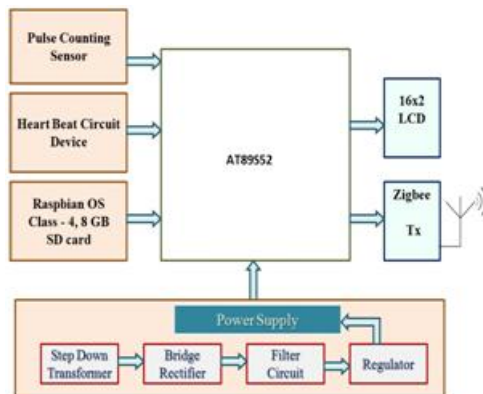 Pulse Counting
Sensor
Heart Beat Circuit
Device
Raspbian OS
Class - 4, 8 GB
SD card
AT89S52
16x2
LCD
Zigbee
Tx
Power Supply
Step Down
Transformer
Bridge
Rectifier
Filter
Circuit
Regulator